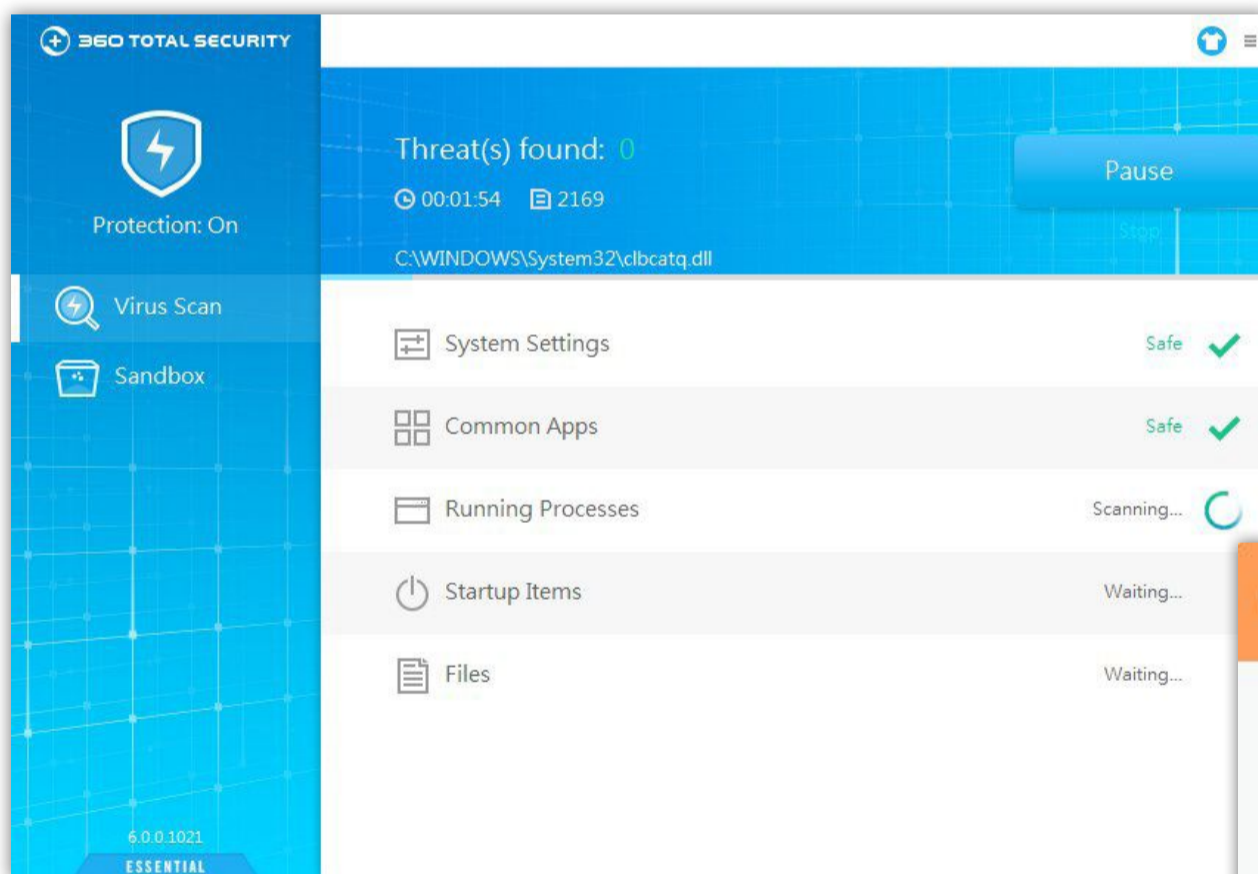 360 TOTAL SECURITY
Protection: On
Virus Scan
Sandbox
6.0.0.1021
ESSENTIAL
Threat(s) found: 0
00:01:54 2169
C:\WINDOWS\System32\clbcatq.dll
Pause
Stop
System Settings Safe
Common Apps Safe
Running Processes Scanning...
Startup Items Waiting...
Files Waiting...